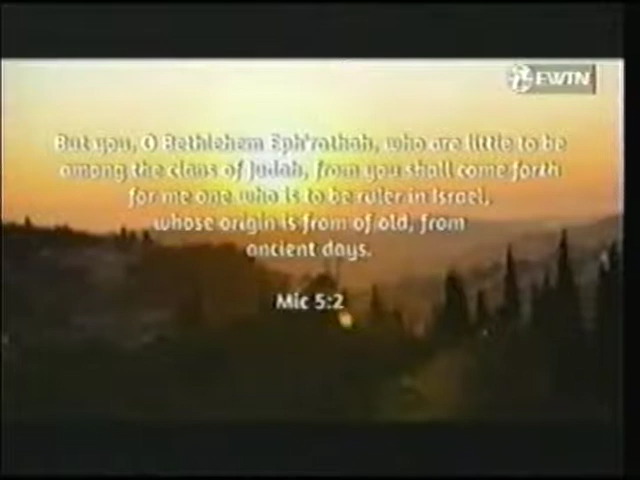 EWTN
But you, O Bethlehem Eph'rathah, who are little to be
among the clans of Judah, from you shall come forth
for me one who is to be ruler in Israel,
whose origin is from of old, from
ancient days.
Mic 5:2